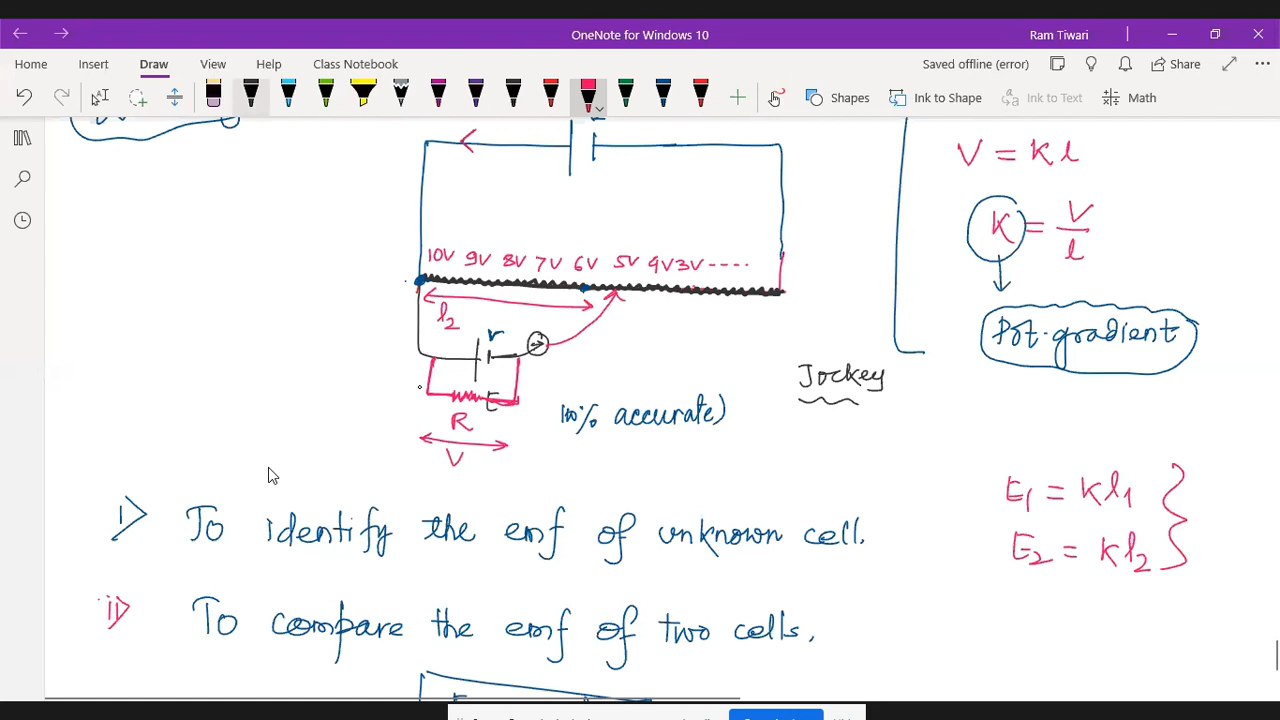 OneNote for Windows 10
Ram Tiwari
Home Insert Draw View Help Class Notebook
Saved offline (error)
Share
Shapes
Ink to Shape
Ink to Text
Math
V = Kl
K = V/l
Pot. gradient
10V 9V 8V 7V 6V 5V 4V 3V ----
l2
r
E
R
V
100% accurate)
Jockey
E1 = Kl1
E2 = Kl2
i> To identify the emf of unknown cell.
ii> To compare the emf of two cells.